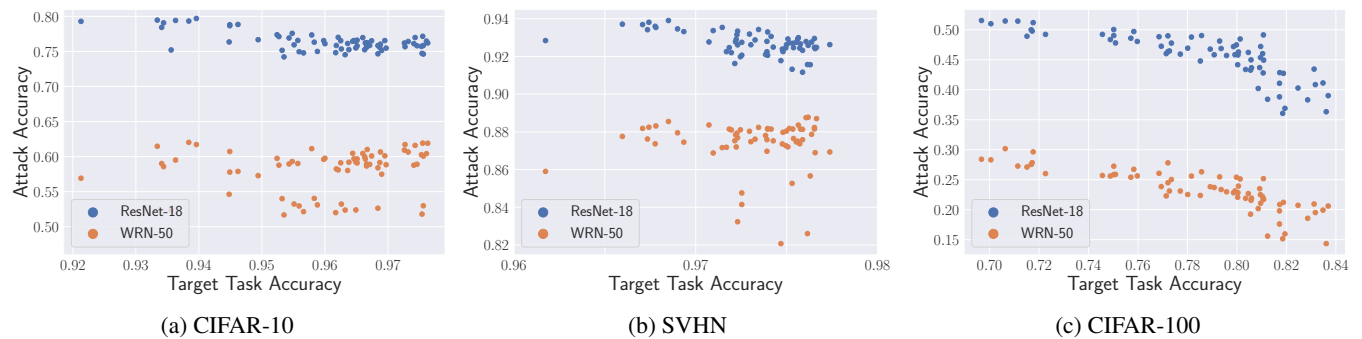 0.80
0.75
0.70
0.65
0.60
0.55
0.50
Attack Accuracy
ResNet-18
WRN-50
0.92 0.93 0.94 0.95 0.96 0.97
Target Task Accuracy
(a) CIFAR-10
0.94
0.92
0.90
0.88
0.86
0.84
0.82
Attack Accuracy
ResNet-18
WRN-50
0.96 0.97 0.98
Target Task Accuracy
(b) SVHN
0.50
0.45
0.40
0.35
0.30
0.25
0.20
0.15
Attack Accuracy
ResNet-18
WRN-50
0.70 0.72 0.74 0.76 0.78 0.80 0.82 0.84
Target Task Accuracy
(c) CIFAR-100